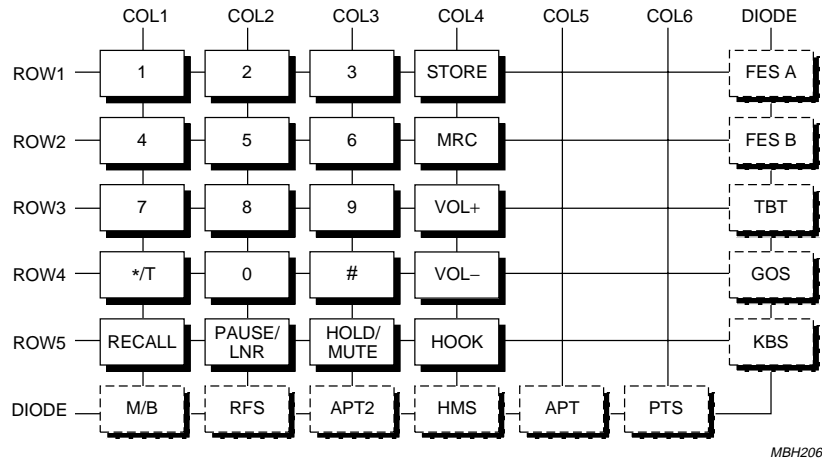 COL1 COL2 COL3 COL4 COL5 COL6 DIODE
ROW1 1 2 3 STORE FES A
ROW2 4 5 6 MRC FES B
ROW3 7 8 9 VOL+ TBT
ROW4 */T 0 # VOL− GOS
ROW5 RECALL PAUSE/ LNR HOLD/ MUTE HOOK KBS
DIODE M/B RFS APT2 HMS APT PTS
MBH206